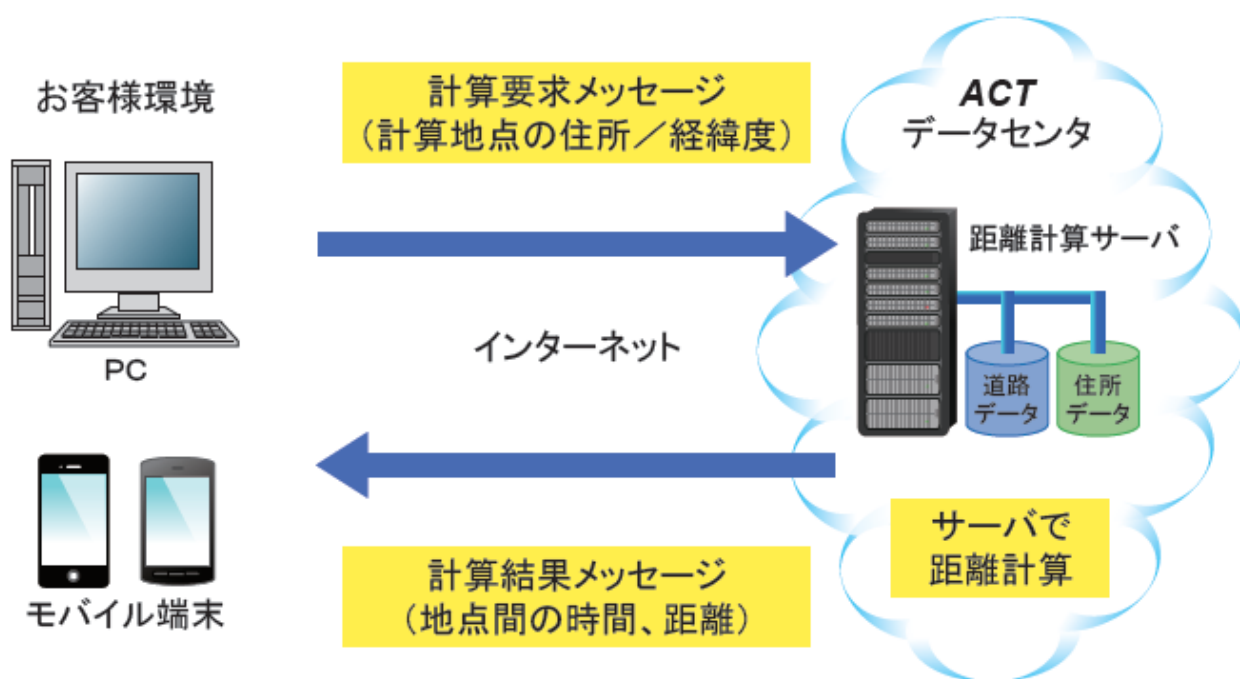 お客様環境
PC
モバイル端末
計算要求メッセージ
（計算地点の住所／経緯度）
インターネット
計算結果メッセージ
（地点間の時間、距離）
ACT
データセンタ
距離計算サーバ
道路
データ
住所
データ
サーバで
距離計算